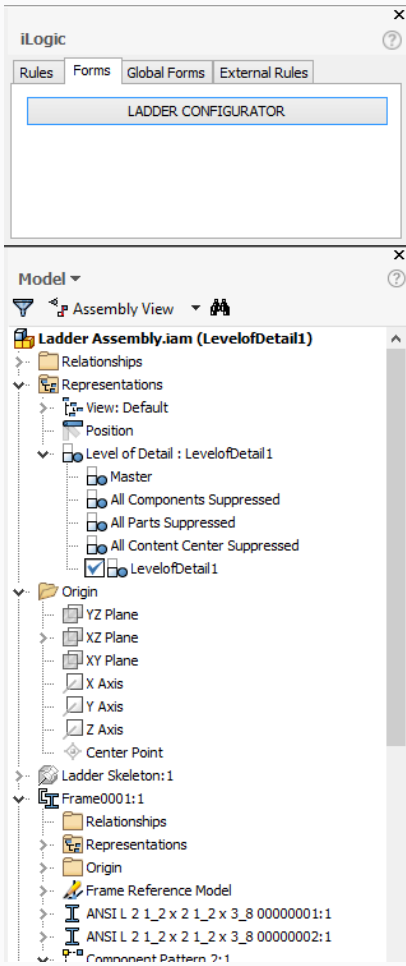 iLogic
Rules Forms Global Forms External Rules
LADDER CONFIGURATOR
Model
Assembly View
Ladder Assembly.iam (LevelofDetail1)
Relationships
Representations
View: Default
Position
Level of Detail : LevelofDetail1
Master
All Components Suppressed
All Parts Suppressed
All Content Center Suppressed
LevelofDetail1
Origin
YZ Plane
XZ Plane
XY Plane
X Axis
Y Axis
Z Axis
Center Point
Ladder Skeleton:1
Frame0001:1
Relationships
Representations
Origin
Frame Reference Model
ANSI L 2 1_2 x 2 1_2 x 3_8 00000001:1
ANSI L 2 1_2 x 2 1_2 x 3_8 00000002:1
Component Pattern 2:1